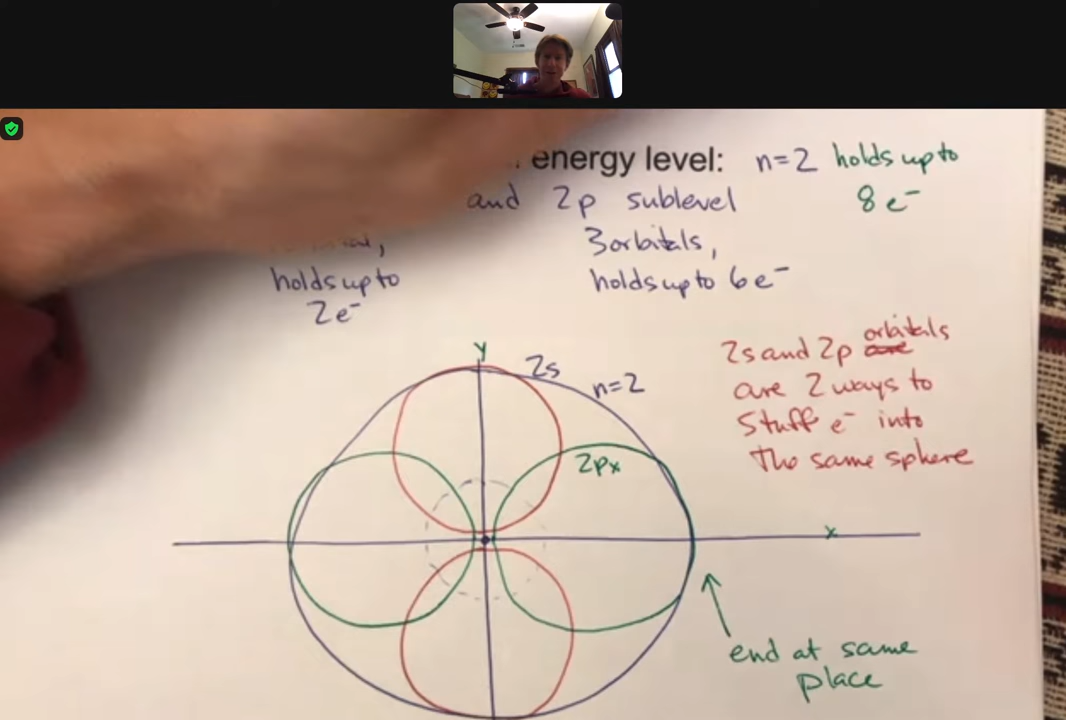 energy level: n=2 holds up to
8 e⁻
and 2p sublevel
3 orbitals,
holds up to
2e⁻
holds up to 6e⁻
2s and 2p orbitals
are 2 ways to
stuff e⁻ into
the same sphere
y
2s
n=2
2px
x
end at same
place